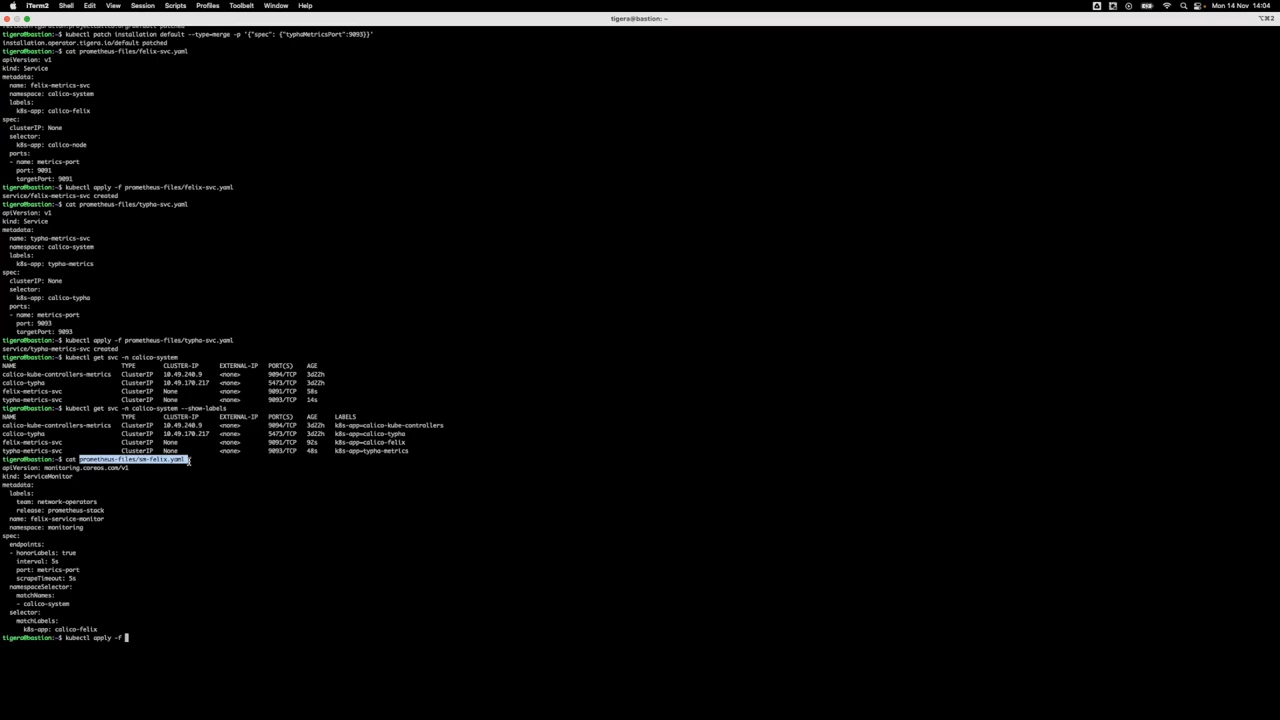 iTerm2 Shell Edit View Session Scripts Profiles Toolbelt Window Help Mon 14 Nov 14:04
tigera@bastion: ~ ⌥⌘2
tigera@bastion:~$ kubectl patch installation default --type=merge -p '{"spec": {"typhaMetricsPort":9093}}'
installation.operator.tigera.io/default patched
tigera@bastion:~$ cat prometheus-files/felix-svc.yaml
apiVersion: v1
kind: Service
metadata:
  name: felix-metrics-svc
  namespace: calico-system
  labels:
    k8s-app: calico-felix
spec:
  clusterIP: None
  selector:
    k8s-app: calico-node
  ports:
  - name: metrics-port
    port: 9091
    targetPort: 9091
tigera@bastion:~$ kubectl apply -f prometheus-files/felix-svc.yaml
service/felix-metrics-svc created
tigera@bastion:~$ cat prometheus-files/typha-svc.yaml
apiVersion: v1
kind: Service
metadata:
  name: typha-metrics-svc
  namespace: calico-system
  labels:
    k8s-app: typha-metrics
spec:
  clusterIP: None
  selector:
    k8s-app: calico-typha
  ports:
  - name: metrics-port
    port: 9093
    targetPort: 9093
tigera@bastion:~$ kubectl apply -f prometheus-files/typha-svc.yaml
service/typha-metrics-svc created
tigera@bastion:~$ kubectl get svc -n calico-system
NAME TYPE CLUSTER-IP EXTERNAL-IP PORT(S) AGE
calico-kube-controllers-metrics ClusterIP 10.49.240.9 <none> 9094/TCP 3d22h
calico-typha ClusterIP 10.49.170.217 <none> 5473/TCP 3d22h
felix-metrics-svc ClusterIP None <none> 9091/TCP 58s
typha-metrics-svc ClusterIP None <none> 9093/TCP 14s
tigera@bastion:~$ kubectl get svc -n calico-system --show-labels
NAME TYPE CLUSTER-IP EXTERNAL-IP PORT(S) AGE LABELS
calico-kube-controllers-metrics ClusterIP 10.49.240.9 <none> 9094/TCP 3d22h k8s-app=calico-kube-controllers
calico-typha ClusterIP 10.49.170.217 <none> 5473/TCP 3d22h k8s-app=calico-typha
felix-metrics-svc ClusterIP None <none> 9091/TCP 92s k8s-app=calico-felix
typha-metrics-svc ClusterIP None <none> 9093/TCP 48s k8s-app=typha-metrics
tigera@bastion:~$ cat prometheus-files/sm-felix.yaml
apiVersion: monitoring.coreos.com/v1
kind: ServiceMonitor
metadata:
  labels:
    team: network-operators
    release: prometheus-stack
  name: felix-service-monitor
  namespace: monitoring
spec:
  endpoints:
  - honorLabels: true
    interval: 5s
    port: metrics-port
    scrapeTimeout: 5s
  namespaceSelector:
    matchNames:
    - calico-system
  selector:
    matchLabels:
      k8s-app: calico-felix
tigera@bastion:~$ kubectl apply -f